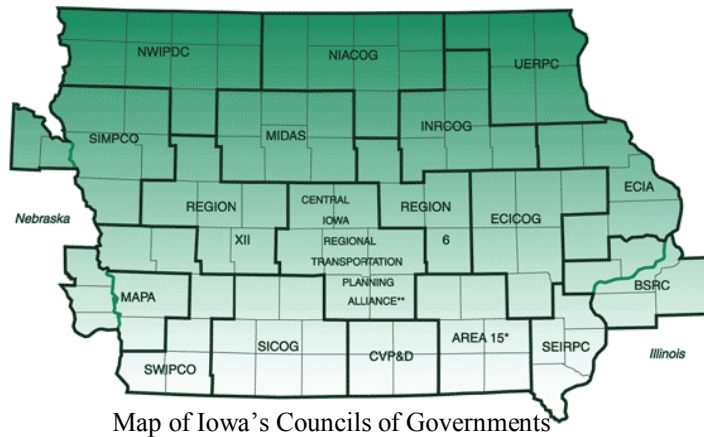 NWIPDC
NIACOG
UERPC
SIMPCO
MIDAS
INRCOG
ECIA
Nebraska
REGION
XII
CENTRAL
IOWA
REGIONAL
TRANSPORTATION
PLANNING
ALLIANCE**
REGION
6
ECICOG
MAPA
BSRC
SWIPCO
SICOG
CVP&D
AREA 15*
SEIRPC
Illinois
Map of Iowa's Councils of Governments